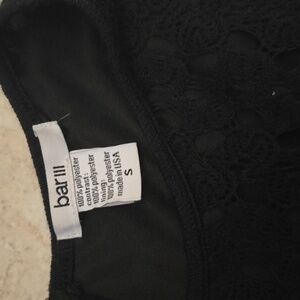 bar III
100% polyester
contrast:
100% polyester
lining:
100% polyester
made in USA
S